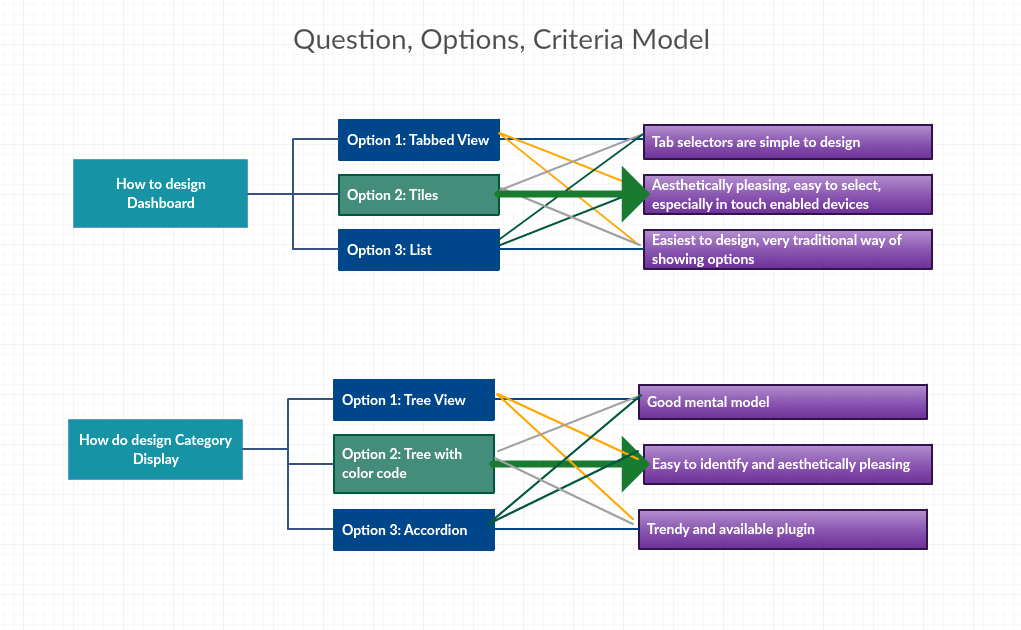 Question, Options, Criteria Model
How to design
Dashboard
Option 1: Tabbed View
Option 2: Tiles
Option 3: List
Tab selectors are simple to design
Aesthetically pleasing, easy to select,
especially in touch enabled devices
Easiest to design, very traditional way of
showing options
How do design Category
Display
Option 1: Tree View
Option 2: Tree with
color code
Option 3: Accordion
Good mental model
Easy to identify and aesthetically pleasing
Trendy and available plugin